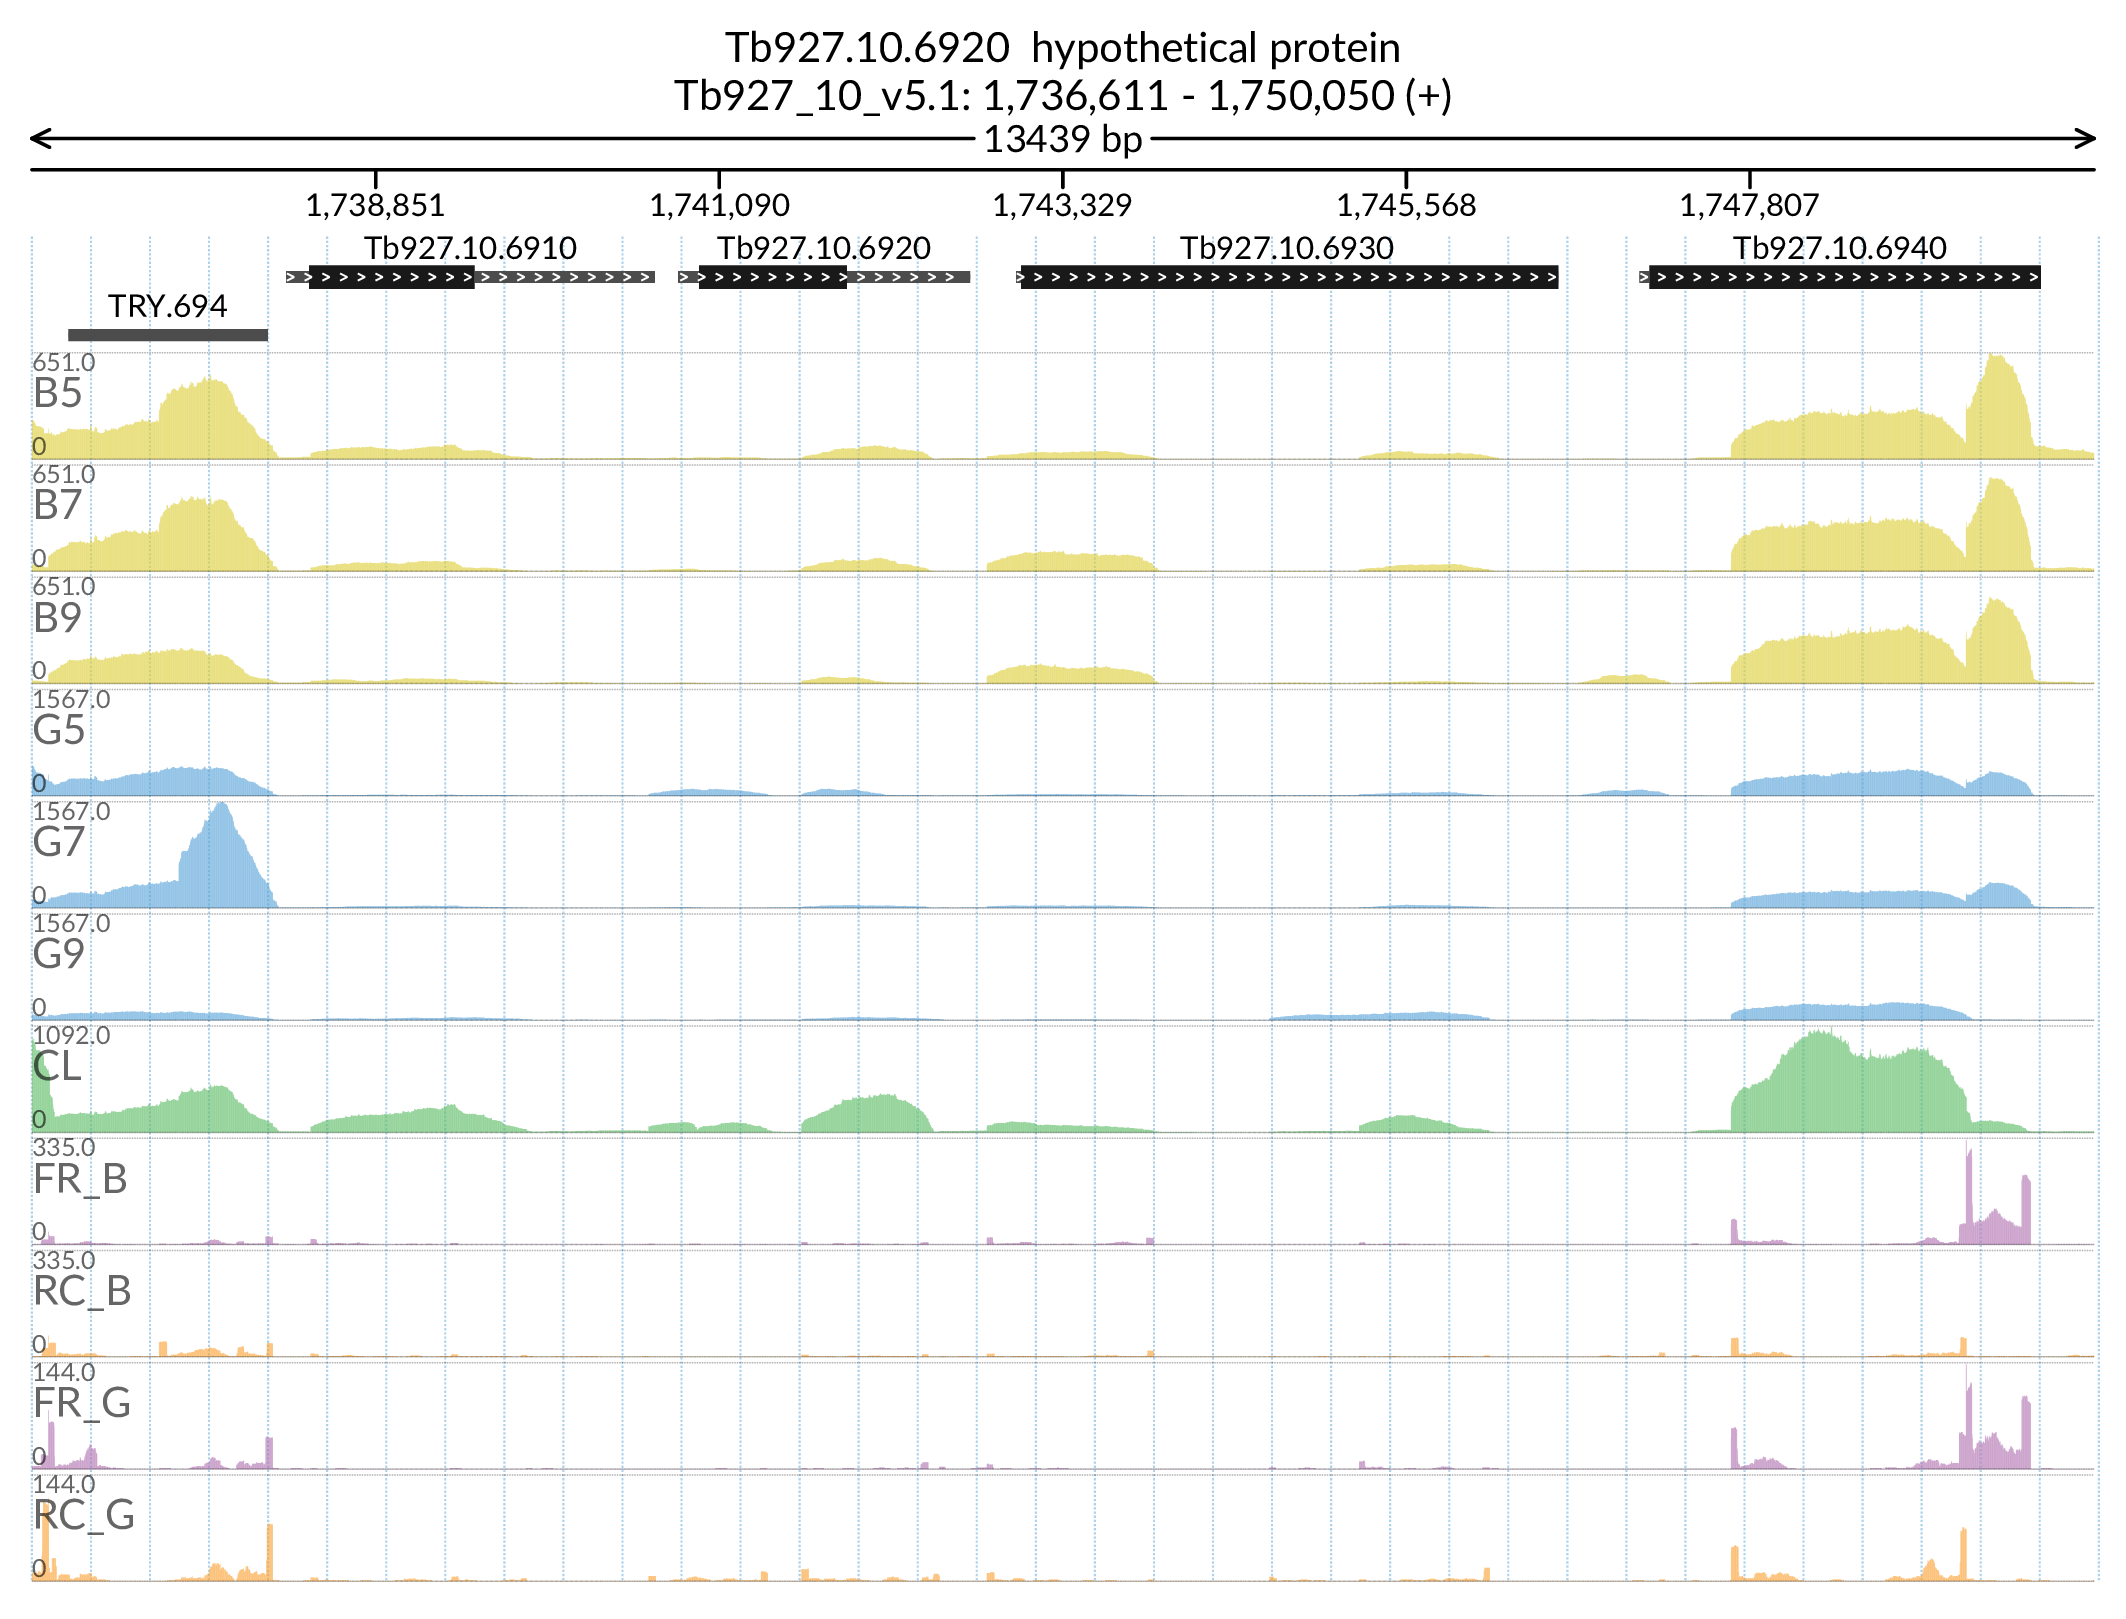 Tb927.10.6920  hypothetical protein
Tb927_10_v5.1: 1,736,611 - 1,750,050 (+)
13439 bp
1,738,851 1,741,090 1,743,329 1,745,568 1,747,807
Tb927.10.6910 Tb927.10.6920 Tb927.10.6930 Tb927.10.6940
TRY.694
651.0
B5
0
651.0
B7
0
651.0
B9
0
1567.0
G5
0
1567.0
G7
0
1567.0
G9
0
1092.0
CL
0
335.0
FR_B
0
335.0
RC_B
0
144.0
FR_G
0
144.0
RC_G
0